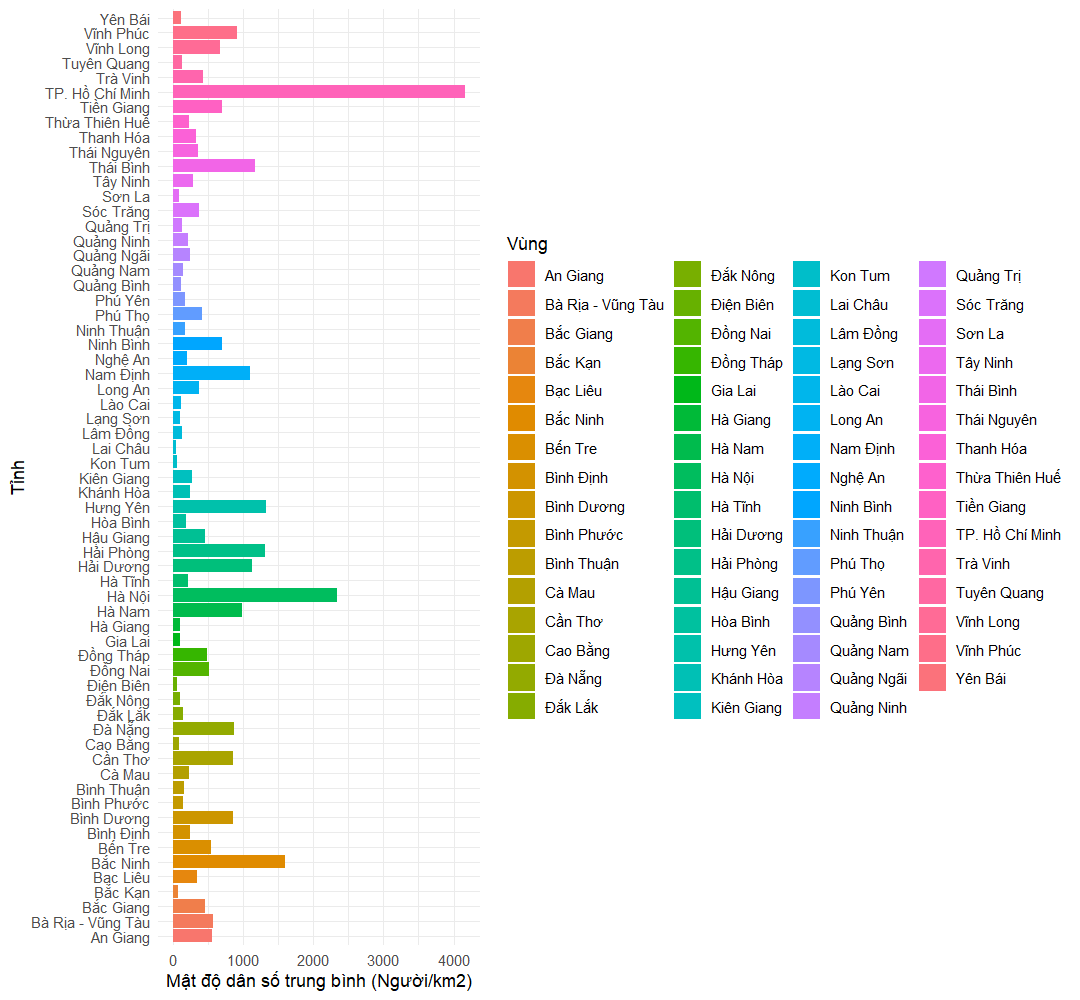 Yên Bái
Vĩnh Phúc
Vĩnh Long
Tuyên Quang
Trà Vinh
TP. Hồ Chí Minh
Tiền Giang
Thừa Thiên Huế
Thanh Hóa
Thái Nguyên
Thái Bình
Tây Ninh
Sơn La
Sóc Trăng
Quảng Trị
Quảng Ninh
Quảng Ngãi
Quảng Nam
Quảng Bình
Phú Yên
Phú Thọ
Ninh Thuận
Ninh Bình
Nghệ An
Nam Định
Long An
Lào Cai
Lạng Sơn
Lâm Đồng
Lai Châu
Kon Tum
Kiên Giang
Khánh Hòa
Hưng Yên
Hòa Bình
Hậu Giang
Hải Phòng
Hải Dương
Hà Tĩnh
Hà Nội
Hà Nam
Hà Giang
Gia Lai
Đồng Tháp
Đồng Nai
Điện Biên
Đắk Nông
Đắk Lắk
Đà Nẵng
Cao Bằng
Cần Thơ
Cà Mau
Bình Thuận
Bình Phước
Bình Dương
Bình Định
Bến Tre
Bắc Ninh
Bạc Liêu
Bắc Kạn
Bắc Giang
Bà Rịa - Vũng Tàu
An Giang
Tỉnh
0 1000 2000 3000 4000
Mật độ dân số trung bình (Người/km2)
Vùng
An Giang
Bà Rịa - Vũng Tàu
Bắc Giang
Bắc Kạn
Bạc Liêu
Bắc Ninh
Bến Tre
Bình Định
Bình Dương
Bình Phước
Bình Thuận
Cà Mau
Cần Thơ
Cao Bằng
Đà Nẵng
Đắk Lắk
Đắk Nông
Điện Biên
Đồng Nai
Đồng Tháp
Gia Lai
Hà Giang
Hà Nam
Hà Nội
Hà Tĩnh
Hải Dương
Hải Phòng
Hậu Giang
Hòa Bình
Hưng Yên
Khánh Hòa
Kiên Giang
Kon Tum
Lai Châu
Lâm Đồng
Lạng Sơn
Lào Cai
Long An
Nam Định
Nghệ An
Ninh Bình
Ninh Thuận
Phú Thọ
Phú Yên
Quảng Bình
Quảng Nam
Quảng Ngãi
Quảng Ninh
Quảng Trị
Sóc Trăng
Sơn La
Tây Ninh
Thái Bình
Thái Nguyên
Thanh Hóa
Thừa Thiên Huế
Tiền Giang
TP. Hồ Chí Minh
Trà Vinh
Tuyên Quang
Vĩnh Long
Vĩnh Phúc
Yên Bái